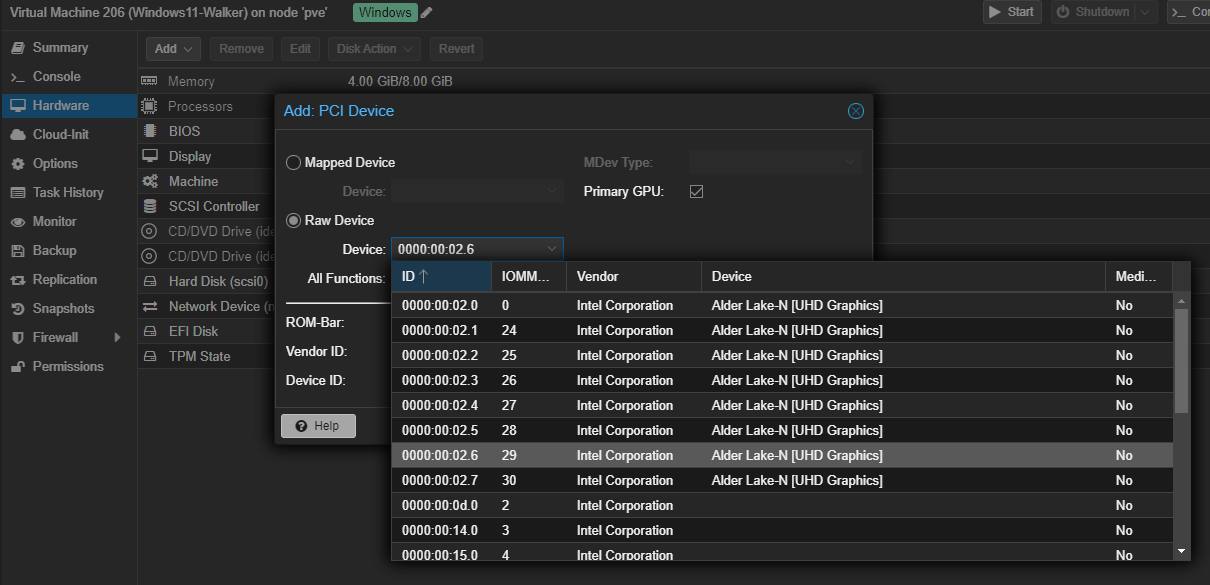 Virtual Machine 206 (Windows11-Walker) on node 'pve' Windows Start Shutdown
Summary
Console
Hardware
Cloud-Init
Options
Task History
Monitor
Backup
Replication
Snapshots
Firewall
Permissions
Add Remove Edit Disk Action Revert
Memory 4.00 GiB/8.00 GiB
Processors
BIOS
Display
Machine
SCSI Controller
CD/DVD Drive (ide
CD/DVD Drive (ide
Hard Disk (scsi0)
Network Device (n
EFI Disk
TPM State
Add: PCI Device
Mapped Device MDev Type:
Device: Primary GPU:
Raw Device
Device: 0000:00:02.6
All Functions:
ROM-Bar:
Vendor ID:
Device ID:
Help
ID IOMM... Vendor Device Medi...
0000:00:02.0 0 Intel Corporation Alder Lake-N [UHD Graphics] No
0000:00:02.1 24 Intel Corporation Alder Lake-N [UHD Graphics] No
0000:00:02.2 25 Intel Corporation Alder Lake-N [UHD Graphics] No
0000:00:02.3 26 Intel Corporation Alder Lake-N [UHD Graphics] No
0000:00:02.4 27 Intel Corporation Alder Lake-N [UHD Graphics] No
0000:00:02.5 28 Intel Corporation Alder Lake-N [UHD Graphics] No
0000:00:02.6 29 Intel Corporation Alder Lake-N [UHD Graphics] No
0000:00:02.7 30 Intel Corporation Alder Lake-N [UHD Graphics] No
0000:00:0d.0 2 Intel Corporation No
0000:00:14.0 3 Intel Corporation No
0000:00:15.0 4 Intel Corporation No